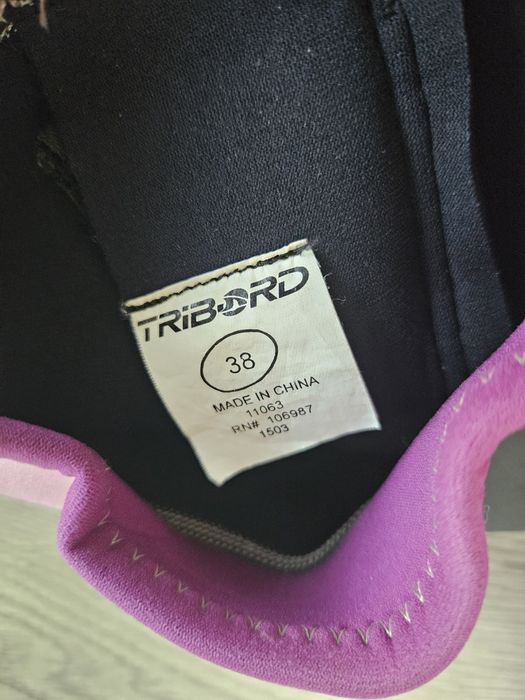 TRIBORD
38
MADE IN CHINA
11063
RN# 106987
1503